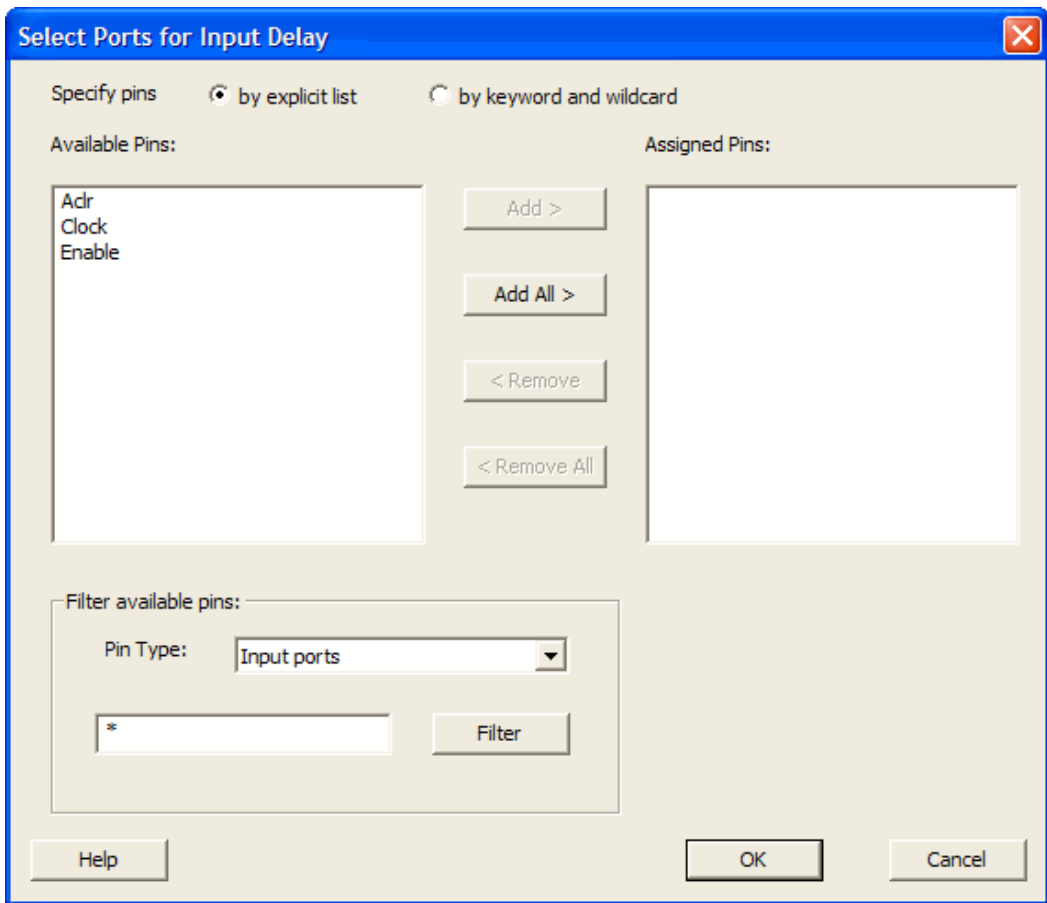 Select Ports for Input Delay
Specify pins by explicit list by keyword and wildcard
Available Pins: Assigned Pins:
Aclr
Clock
Enable
Add >
Add All >
< Remove
< Remove All
Filter available pins:
Pin Type: Input ports
* Filter
Help OK Cancel